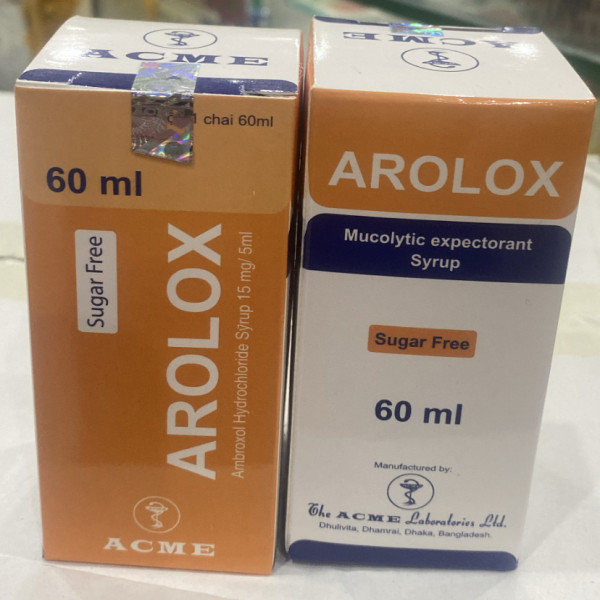 ACME
1 chai 60ml
60 ml
Sugar Free
AROLOX
Ambroxol Hydrochloride Syrup 15 mg/ 5ml
ACME
ACME
AROLOX
Mucolytic expectorant
Syrup
Sugar Free
60 ml
Manufactured by:
The ACME Laboratories Ltd.
Dhulivita, Dhamrai, Dhaka, Bangladesh.